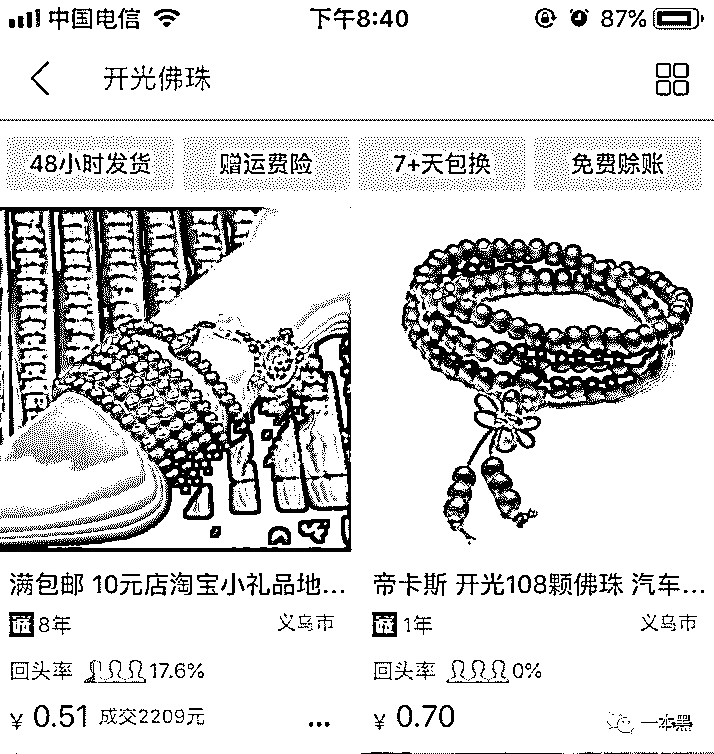 中国电信 下午8:40 87%
开光佛珠
48小时发货 赠运费险 7+天包换 免费赊账
满包邮 10元店淘宝小礼品地... 帝卡斯 开光108颗佛珠 汽车...
8年 义乌市 1年 义乌市
回头率 17.6% 回头率 0%
¥ 0.51 成交2209元 ... ¥ 0.70 一本黑